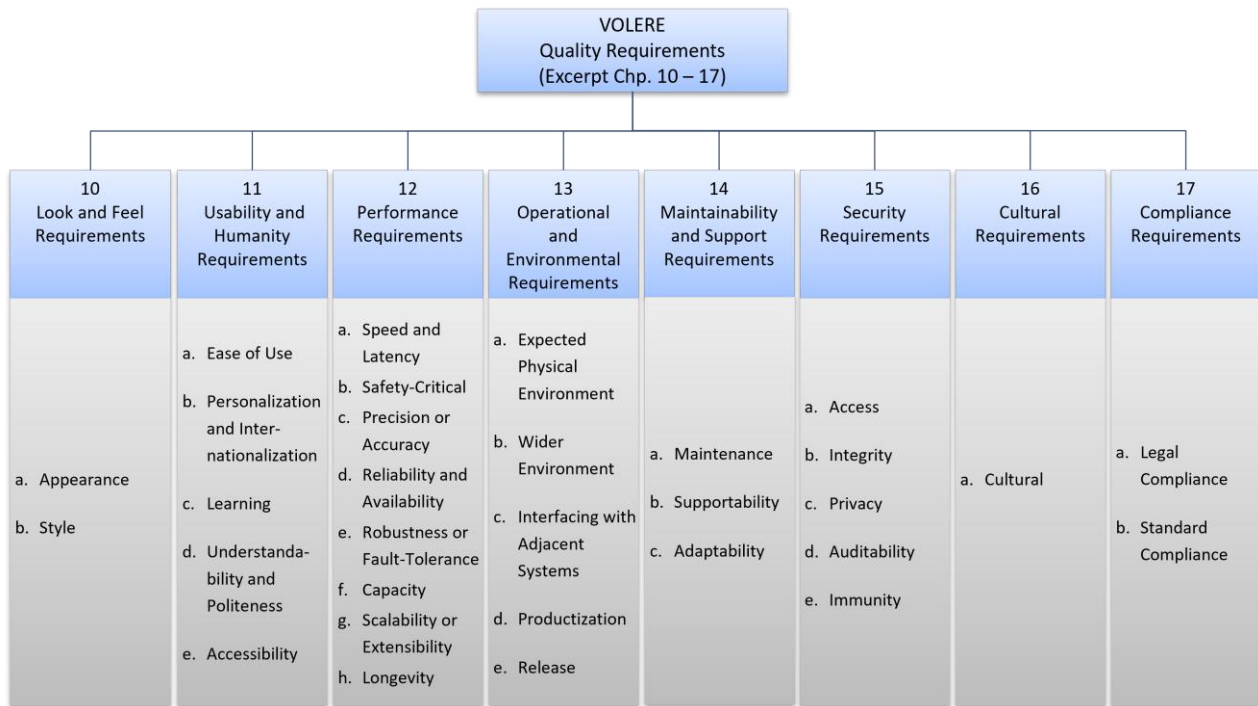 VOLERE
Quality Requirements
(Excerpt Chp. 10 – 17)
10
Look and Feel
Requirements
a. Appearance
b. Style
11
Usability and
Humanity
Requirements
a. Ease of Use
b. Personalization
and Inter-
nationalization
c. Learning
d. Understanda-
bility and
Politeness
e. Accessibility
12
Performance
Requirements
a. Speed and
Latency
b. Safety-Critical
c. Precision or
Accuracy
d. Reliability and
Availability
e. Robustness or
Fault-Tolerance
f. Capacity
g. Scalability or
Extensibility
h. Longevity
13
Operational
and
Environmental
Requirements
a. Expected
Physical
Environment
b. Wider
Environment
c. Interfacing with
Adjacent
Systems
d. Productization
e. Release
14
Maintainability
and Support
Requirements
a. Maintenance
b. Supportability
c. Adaptability
15
Security
Requirements
a. Access
b. Integrity
c. Privacy
d. Auditability
e. Immunity
16
Cultural
Requirements
a. Cultural
17
Compliance
Requirements
a. Legal
Compliance
b. Standard
Compliance